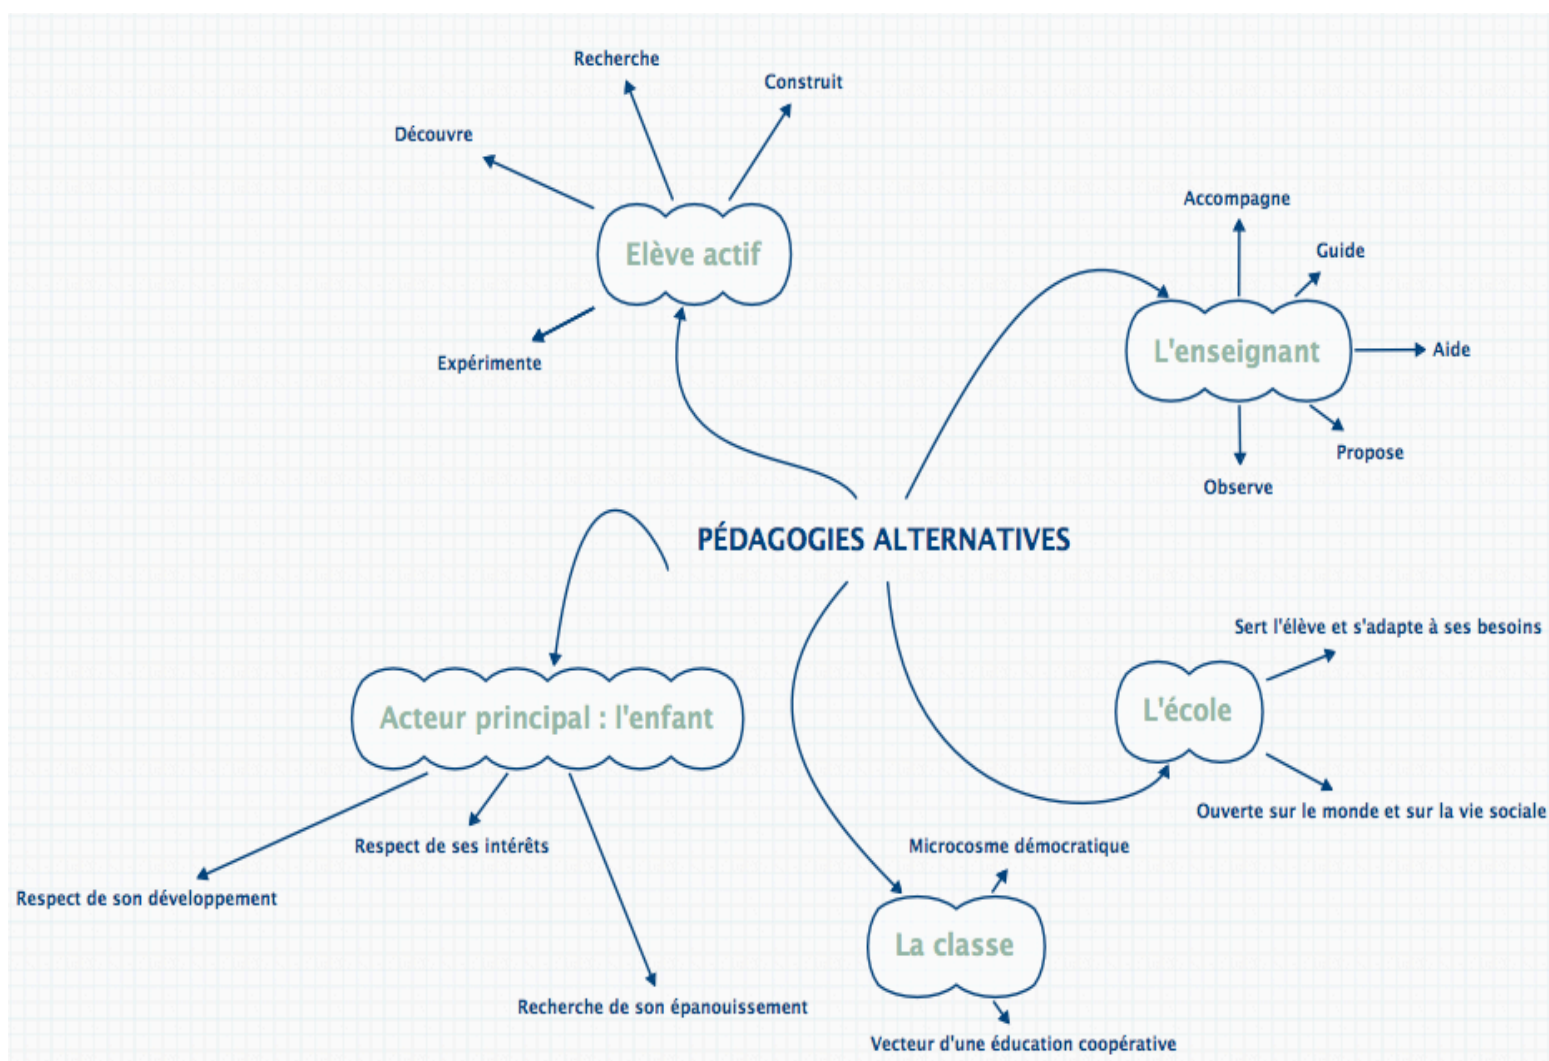 Recherche
Construit
Découvre
Elève actif
Expérimente
Accompagne
Guide
L'enseignant
Aide
Propose
Observe
PÉDAGOGIES ALTERNATIVES
Acteur principal : l'enfant
Respect de ses intérêts
Respect de son développement
Recherche de son épanouissement
Sert l'élève et s'adapte à ses besoins
L'école
Ouverte sur le monde et sur la vie sociale
Microcosme démocratique
La classe
Vecteur d'une éducation coopérative